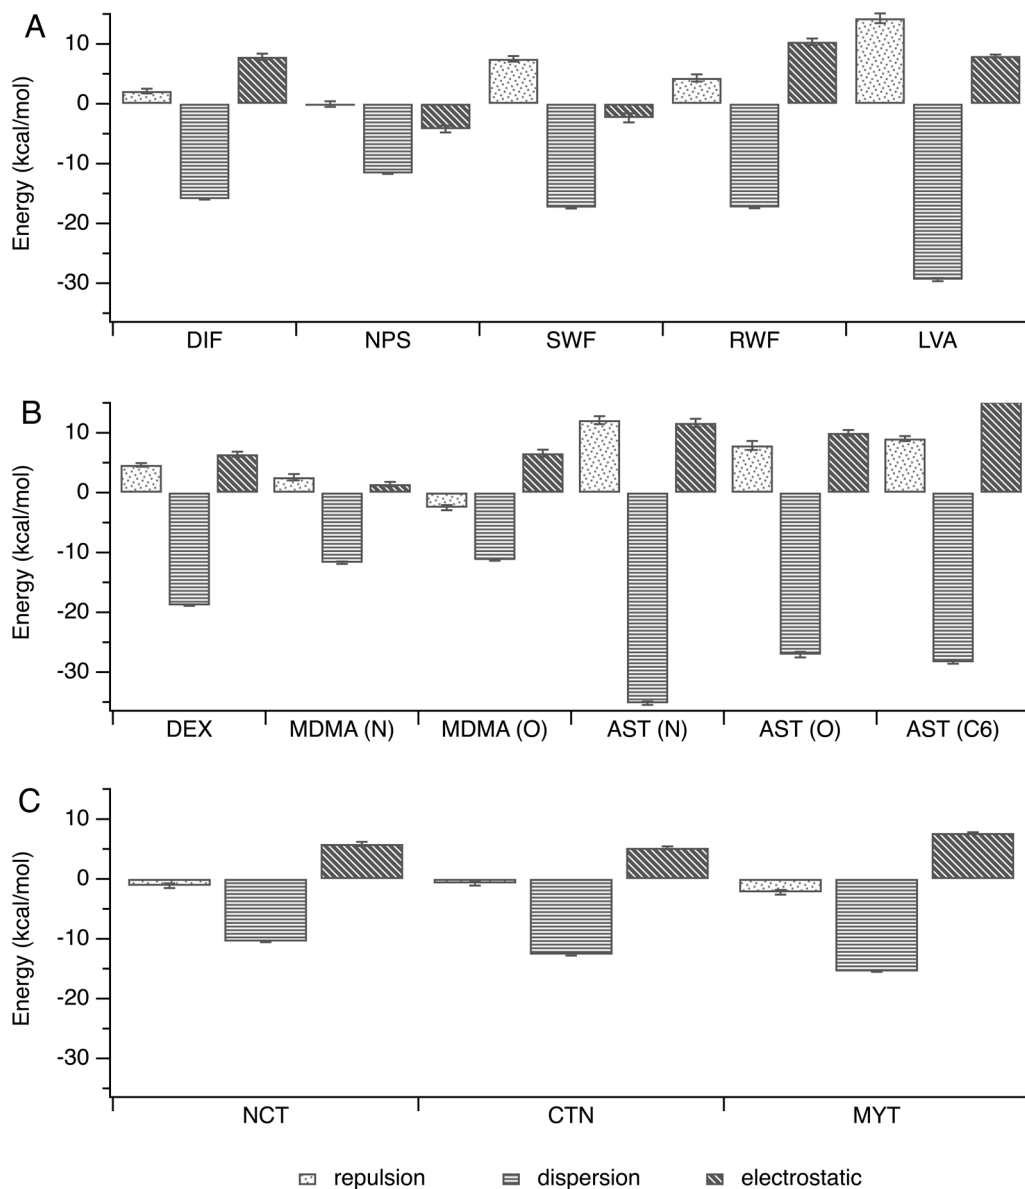 A
Energy (kcal/mol)
10
0
-10
-20
-30
DIF NPS SWF RWF LVA
B
Energy (kcal/mol)
10
0
-10
-20
-30
DEX MDMA (N) MDMA (O) AST (N) AST (O) AST (C6)
C
Energy (kcal/mol)
10
0
-10
-20
-30
NCT CTN MYT
repulsion dispersion electrostatic